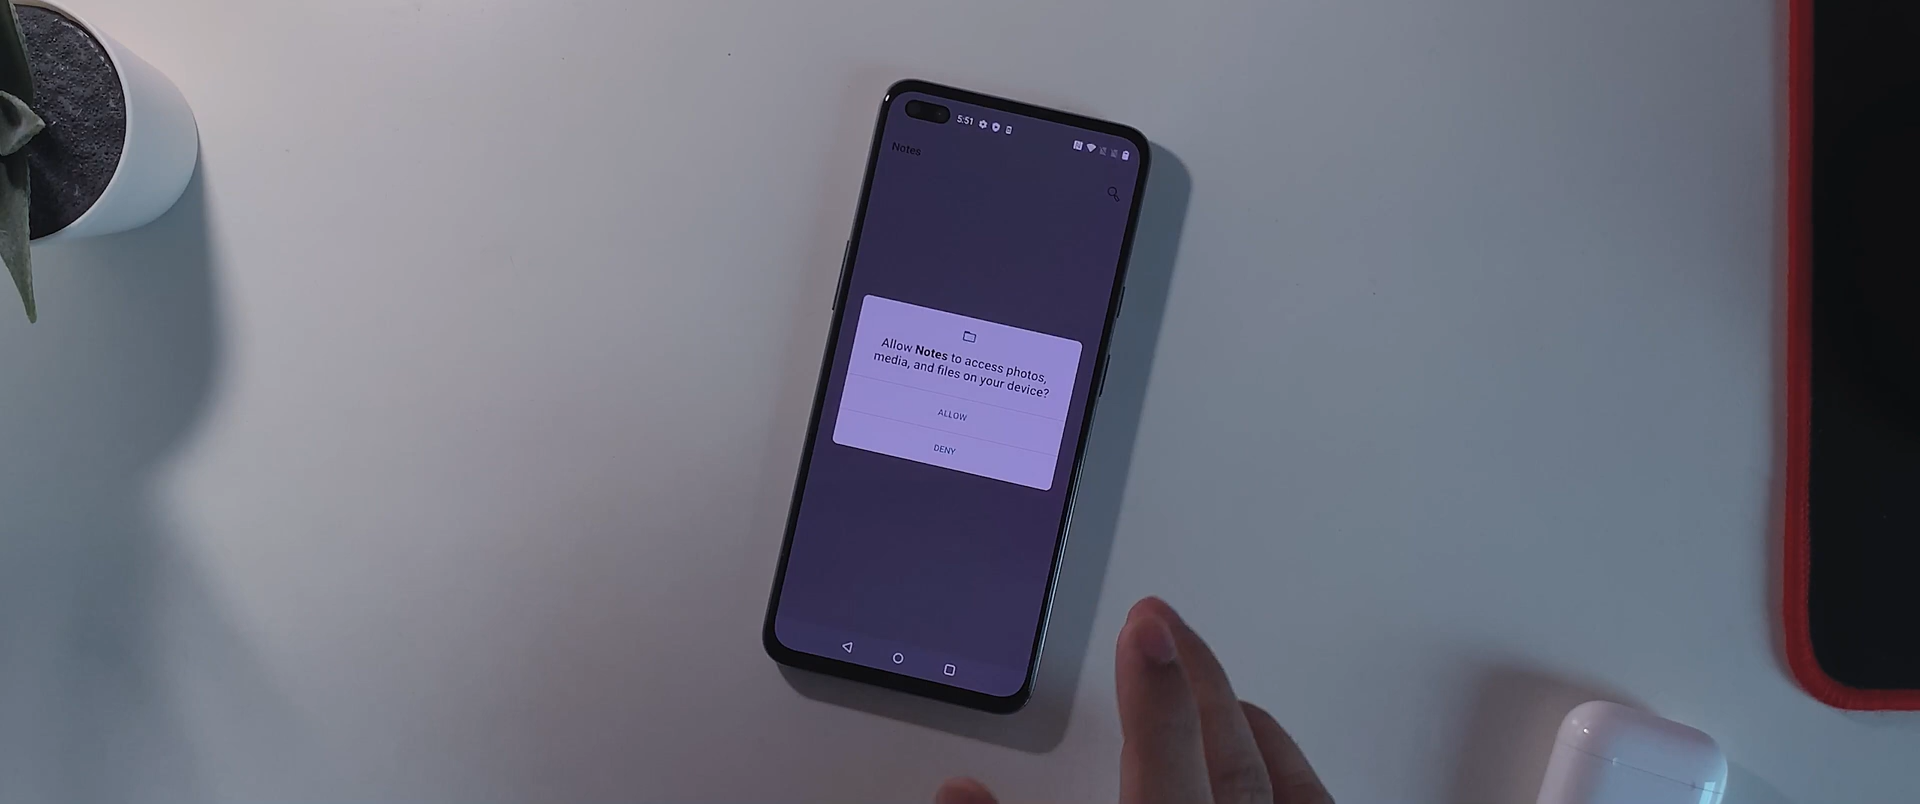 5:51
Notes
Allow Notes to access photos,
media, and files on your device?
ALLOW
DENY